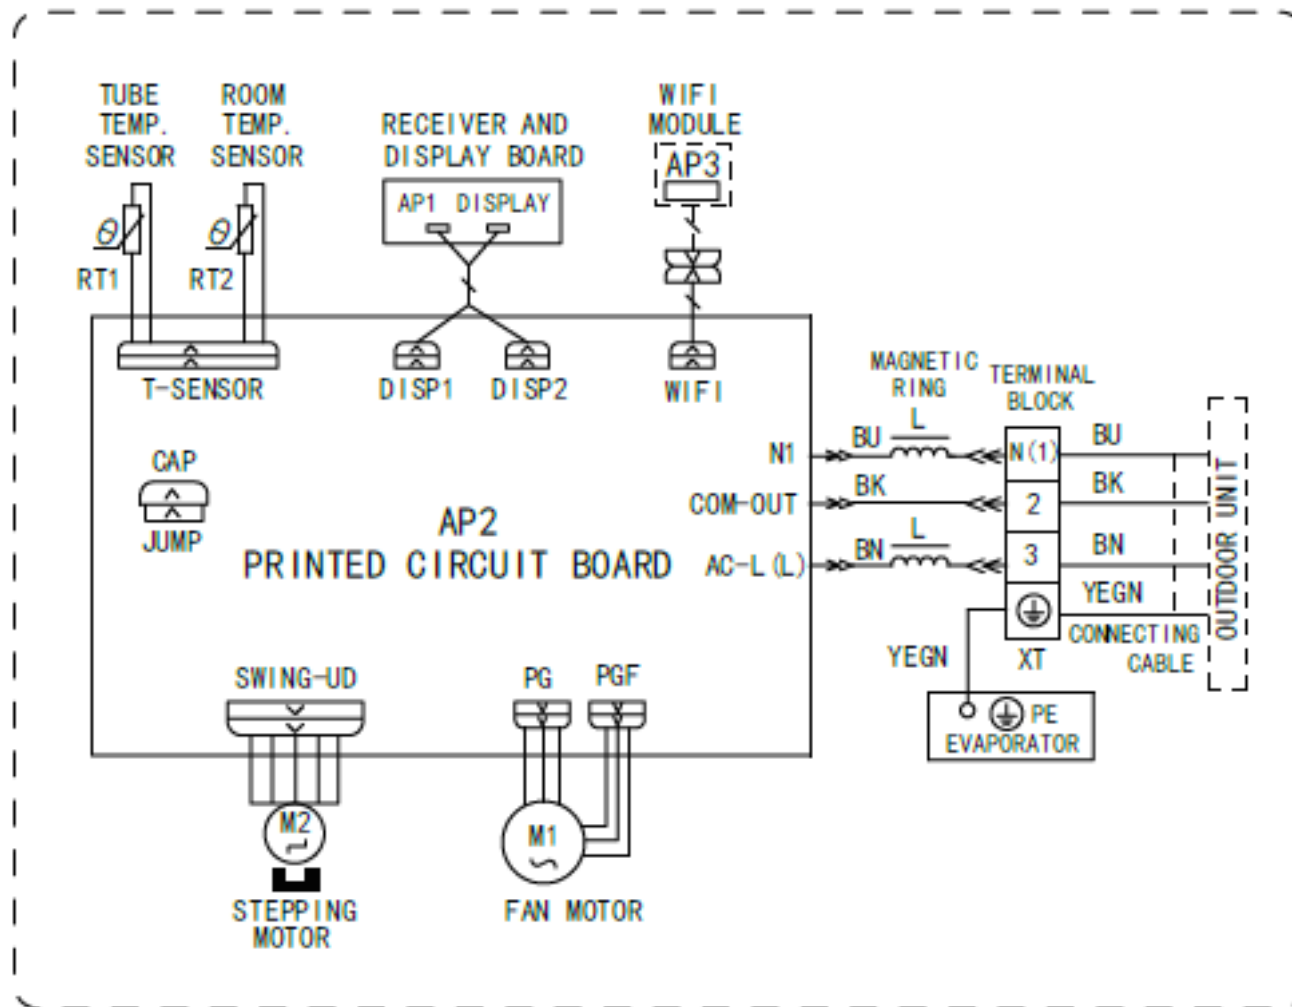 TUBE TEMP. SENSOR
ROOM TEMP. SENSOR
RECEIVER AND
DISPLAY BOARD
WIFI
MODULE
AP3
AP1 DISPLAY
θ
RT1
θ
RT2
T-SENSOR
DISP1
DISP2
WIFI
MAGNETIC
RING
TERMINAL
BLOCK
CAP
JUMP
AP2
PRINTED CIRCUIT BOARD
N1
BU
L
N(1)
BU
COM-OUT
BK
2
BK
AC-L(L)
BN
L
3
BN
YEGN
OUTDOOR UNIT
CONNECTING
CABLE
XT
YEGN
PE
EVAPORATOR
SWING-UD
PG
PGF
M2
M1
STEPPING
MOTOR
FAN MOTOR